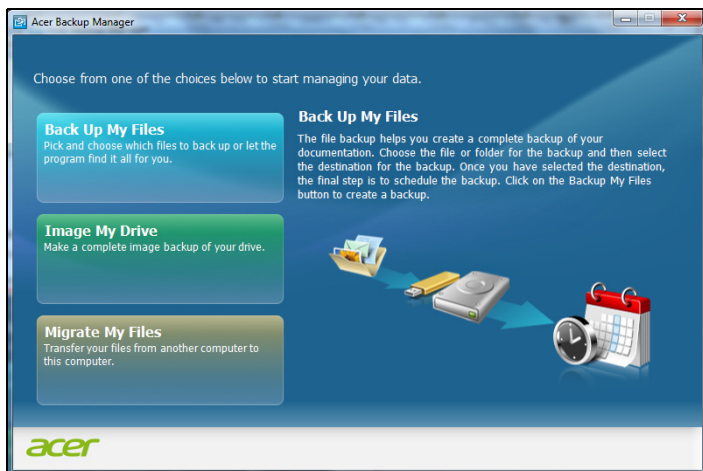 Acer Backup Manager
Choose from one of the choices below to start managing your data.
Back Up My Files
Pick and choose which files to back up or let the
program find it all for you.
Image My Drive
Make a complete image backup of your drive.
Migrate My Files
Transfer your files from another computer to
this computer.
Back Up My Files
The file backup helps you create a complete backup of your
documentation. Choose the file or folder for the backup and then select
the destination for the backup. Once you have selected the destination,
the final step is to schedule the backup. Click on the Backup My Files
button to create a backup.
acer